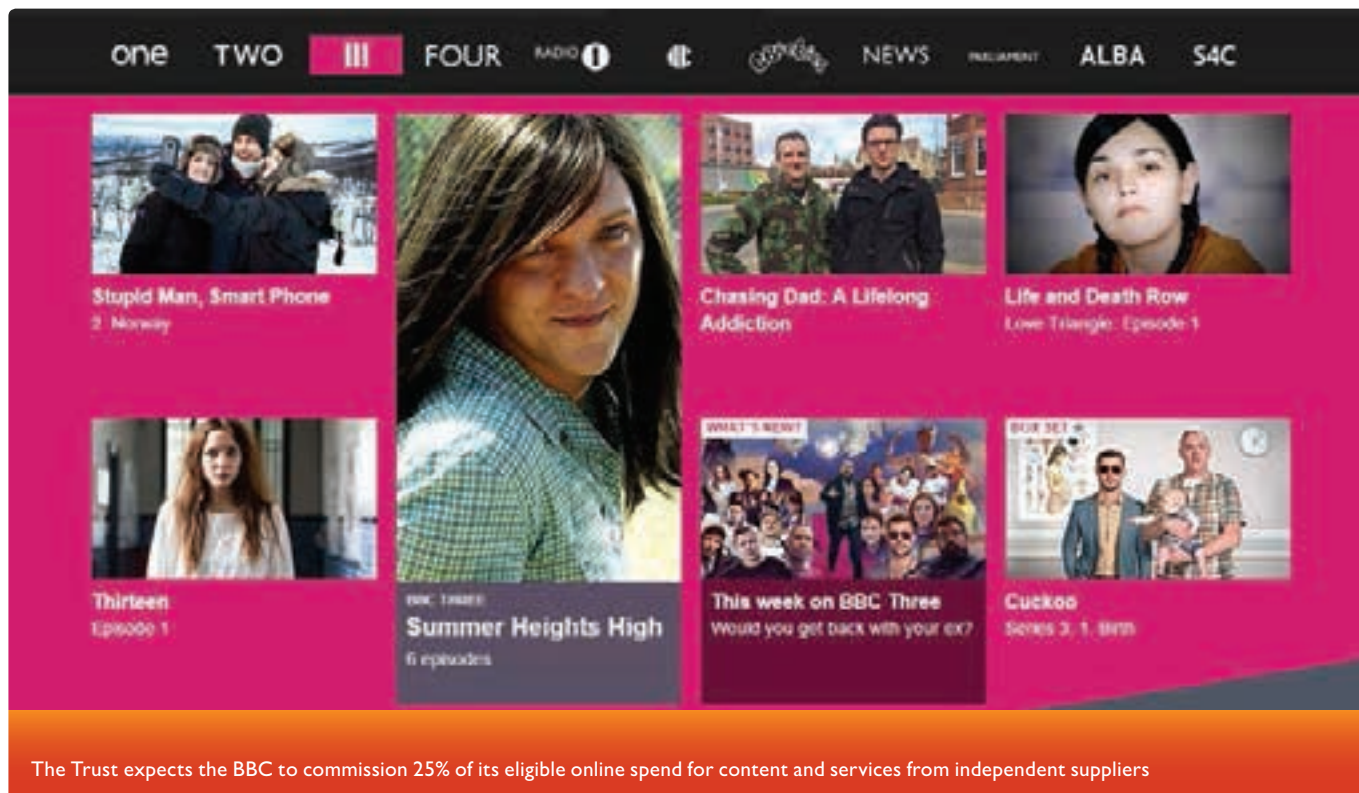 one TWO III FOUR RADIO 1 NEWS PARLIAMENT ALBA S4C
Stupid Man, Smart Phone
2. Norway
Chasing Dad: A Lifelong
Addiction
Life and Death Row
Love Triangle: Episode 1
Thirteen
Episode 1
BBC THREE
Summer Heights High
6 episodes
WHAT'S NEW?
This week on BBC Three
Would you get back with your ex?
BOX SET
Cuckoo
Series 3: 1. Birth
The Trust expects the BBC to commission 25% of its eligible online spend for content and services from independent suppliers